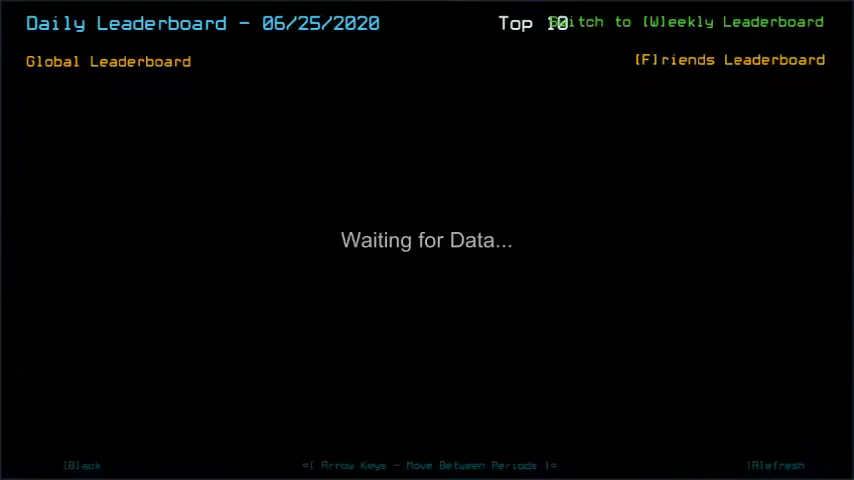 Daily Leaderboard - 06/25/2020 Top 10 Switch to [W]eekly Leaderboard
Global Leaderboard [F]riends Leaderboard
Waiting for Data...
[B]ack =[ Arrow Keys - Move Between Periods ]= [R]efresh